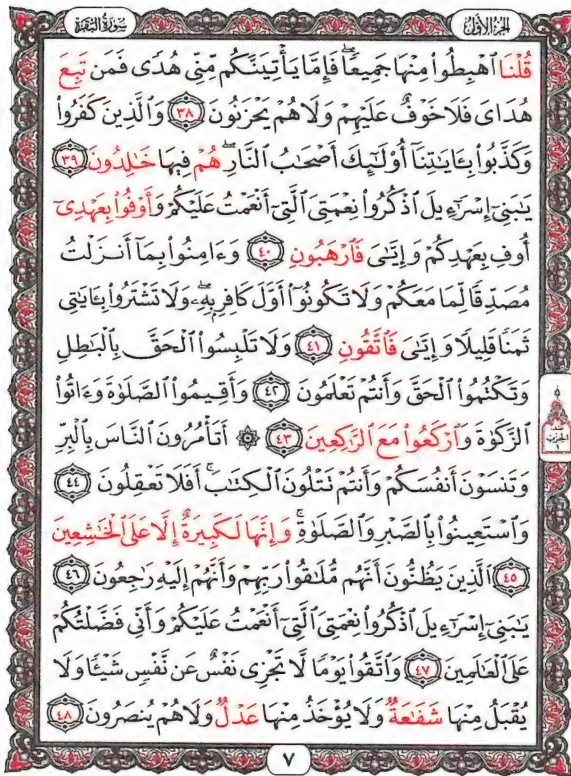 الجزء الأول
سورة البقرة
قُلْنَا ٱهْبِطُوا۟ مِنْهَا جَمِيعًۭا ۖ فَإِمَّا يَأْتِيَنَّكُم مِّنِّى هُدًۭى فَمَن تَبِعَ
هُدَاىَ فَلَا خَوْفٌ عَلَيْهِمْ وَلَا هُمْ يَحْزَنُونَ ٣٨ وَٱلَّذِينَ كَفَرُوا۟
وَكَذَّبُوا۟ بِـَٔايَـٰتِنَآ أُو۟لَـٰٓئِكَ أَصْحَـٰبُ ٱلنَّارِ ۖ هُمْ فِيهَا خَـٰلِدُونَ ٣٩
يَـٰبَنِىٓ إِسْرَٰٓءِيلَ ٱذْكُرُوا۟ نِعْمَتِىَ ٱلَّتِىٓ أَنْعَمْتُ عَلَيْكُمْ وَأَوْفُوا۟ بِعَهْدِىٓ
أُوفِ بِعَهْدِكُمْ وَإِيَّـٰىَ فَٱرْهَبُونِ ٤٠ وَءَامِنُوا۟ بِمَآ أَنزَلْتُ
مُصَدِّقًۭا لِّمَا مَعَكُمْ وَلَا تَكُونُوٓا۟ أَوَّلَ كَافِرٍۭ بِهِۦ ۖ وَلَا تَشْتَرُوا۟ بِـَٔايَـٰتِى
ثَمَنًۭا قَلِيلًۭا وَإِيَّـٰىَ فَٱتَّقُونِ ٤١ وَلَا تَلْبِسُوا۟ ٱلْحَقَّ بِٱلْبَـٰطِلِ
وَتَكْتُمُوا۟ ٱلْحَقَّ وَأَنتُمْ تَعْلَمُونَ ٤٢ وَأَقِيمُوا۟ ٱلصَّلَوٰةَ وَءَاتُوا۟
ٱلزَّكَوٰةَ وَٱرْكَعُوا۟ مَعَ ٱلرَّٰكِعِينَ ٤٣ ۞ أَتَأْمُرُونَ ٱلنَّاسَ بِٱلْبِرِّ
وَتَنسَوْنَ أَنفُسَكُمْ وَأَنتُمْ تَتْلُونَ ٱلْكِتَـٰبَ ۚ أَفَلَا تَعْقِلُونَ ٤٤
وَٱسْتَعِينُوا۟ بِٱلصَّبْرِ وَٱلصَّلَوٰةِ ۚ وَإِنَّهَا لَكَبِيرَةٌ إِلَّا عَلَى ٱلْخَـٰشِعِينَ
٤٥ ٱلَّذِينَ يَظُنُّونَ أَنَّهُم مُّلَـٰقُوا۟ رَبِّهِمْ وَأَنَّهُمْ إِلَيْهِ رَٰجِعُونَ ٤٦
يَـٰبَنِىٓ إِسْرَٰٓءِيلَ ٱذْكُرُوا۟ نِعْمَتِىَ ٱلَّتِىٓ أَنْعَمْتُ عَلَيْكُمْ وَأَنِّى فَضَّلْتُكُمْ
عَلَى ٱلْعَـٰلَمِينَ ٤٧ وَٱتَّقُوا۟ يَوْمًۭا لَّا تَجْزِى نَفْسٌ عَن نَّفْسٍۢ شَيْـًۭٔا وَلَا
يُقْبَلُ مِنْهَا شَفَـٰعَةٌۭ وَلَا يُؤْخَذُ مِنْهَا عَدْلٌۭ وَلَا هُمْ يُنصَرُونَ ٤٨
٧